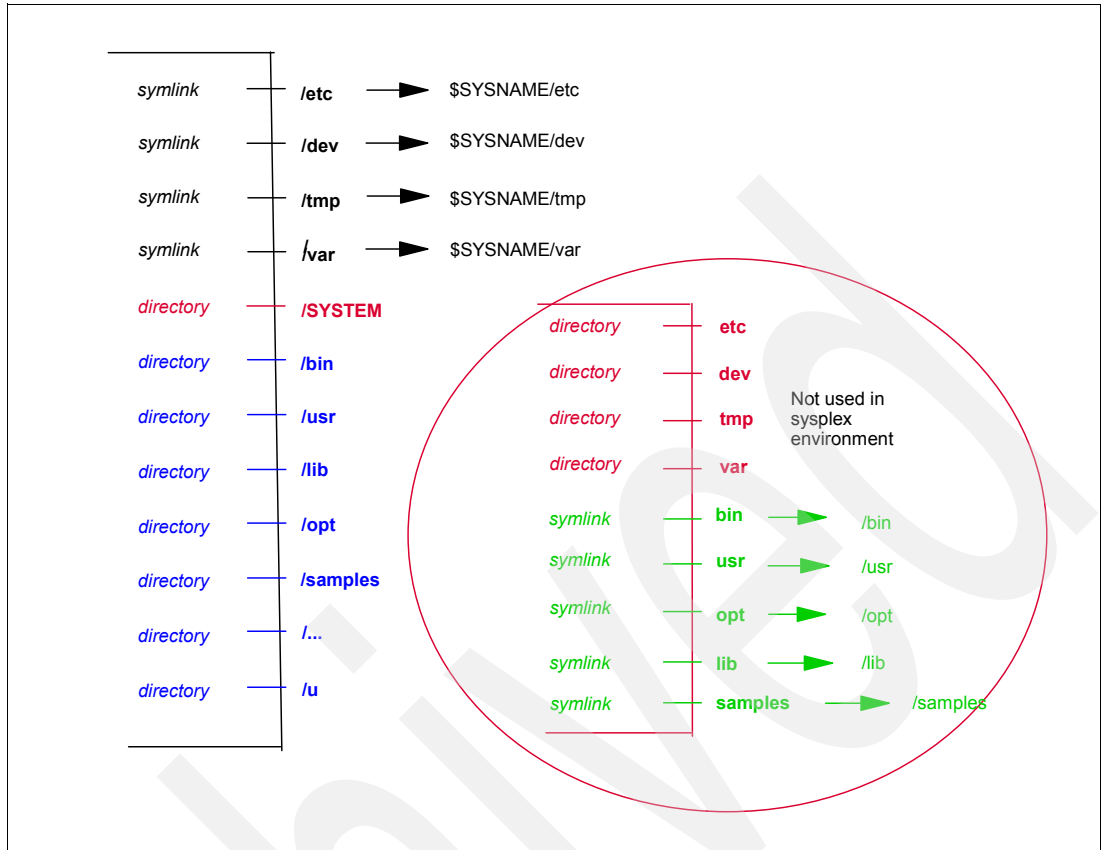 symlink /etc $SYSNAME/etc
symlink /dev $SYSNAME/dev
symlink /tmp $SYSNAME/tmp
symlink /var $SYSNAME/var
directory /SYSTEM
directory /bin
directory /usr
directory /lib
directory /opt
directory /samples
directory /...
directory /u
directory etc
directory dev
directory tmp
directory var
Not used in
sysplex
environment
symlink bin /bin
symlink usr /usr
symlink opt /opt
symlink lib /lib
symlink samples /samples
hived